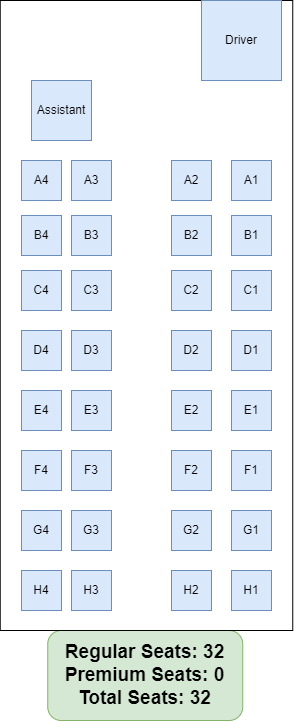 Driver
Assistant
A4 A3 A2 A1
B4 B3 B2 B1
C4 C3 C2 C1
D4 D3 D2 D1
E4 E3 E2 E1
F4 F3 F2 F1
G4 G3 G2 G1
H4 H3 H2 H1
Regular Seats: 32
Premium Seats: 0
Total Seats: 32